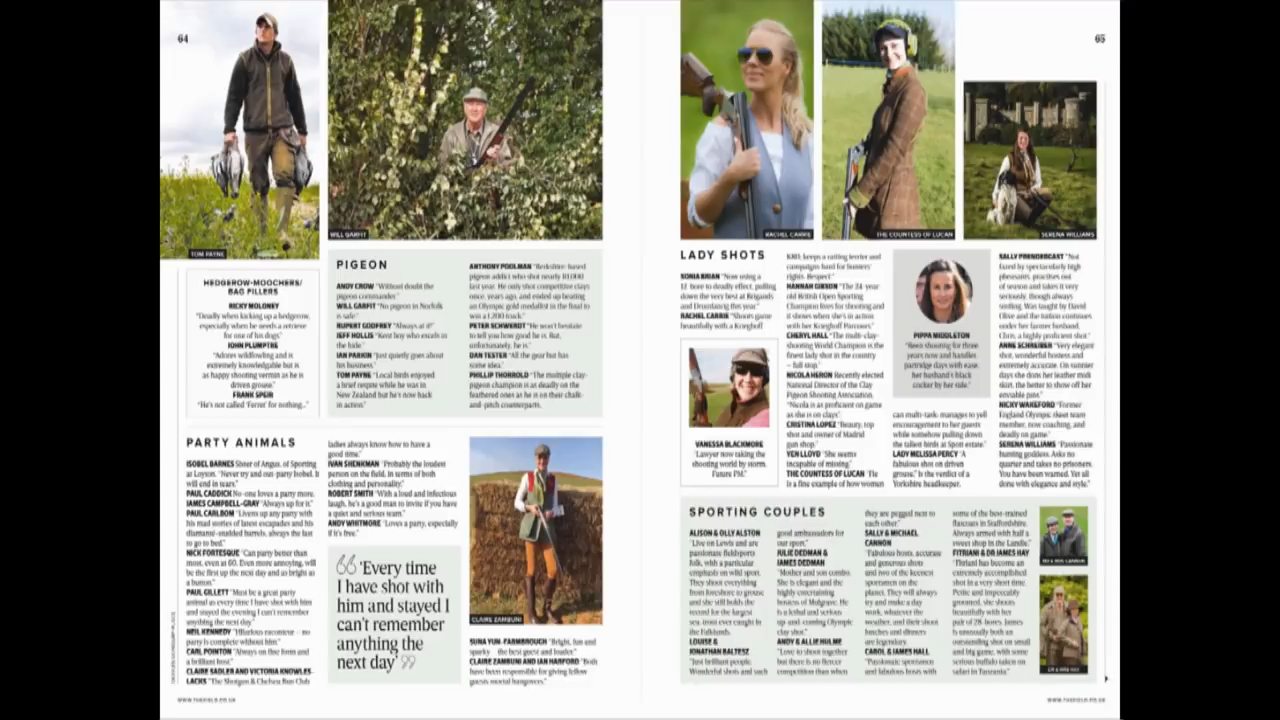 64
TOM PAYNE
WILL GARFIT
HEDGEROW-MOOCHERS/
BAG FILLERS
RICKY MOLONEY
"Deadly when lurking up a hedgerow,
especially when he needs a retrieve
for one of his dogs."
JOHN PLUMPTRE
"Adores wildfowling and is
extremely knowledgable but is
as happy shooting vermin as he is
driven grouse."
FRANK SPEIR
"He's not called 'Ferret' for nothing..."
PIGEON
ANDY CROW "Without doubt the
pigeon commander."
WILL GARFIT "No pigeon in Norfolk
is safe."
RUPERT GODFREY "Always at it!"
JEFF HOLLIS "Kent boy who excels in
the hide."
IAN PARKIN "Just quietly goes about
his business."
TOM PAYNE "Local birds enjoyed
a brief respite while he was in
New Zealand but he's now back
in action."
ANTHONY POOLMAN "Berkshire-based
pigeon addict who shot nearly 10,000
last year. He only shot competitive clays
once, years ago, and ended up beating
an Olympic gold medallist in the final to
win a 1,200 truck."
PETER SCHWERDT "He won't hesitate
to tell you how good he is. But,
unfortunately, he is."
DAN TESTER "All the gear but has
some idea."
PHILLIP THORROLD "The multiple clay-
pigeon champion is as deadly on the
feathered ones as he is on their chalk-
and-pitch counterparts.
PARTY ANIMALS
ISOBEL BARNES Sister of Angus, of Sporting
at Loyton. "Never try and out-party Isobel. It
will end in tears."
PAUL CADDICK No-one loves a party more.
JAMES CAMPBELL-GRAY "Always up for it."
PAUL CARLBOM "Livens up any party with
his mad stories of latest escapades and his
diamanté-studded barrels, always the last
to go to bed."
NICK FORTESQUE "Can party better than
most, even at 60. Even more annoying, will
be the first up the next day and as bright as
a button."
PAUL GILLETT "Must be a great party
animal as every time I have shot with him
and stayed the evening I can't remember
anything the next day."
NEIL KENNEDY "Hilarious raconteur – no
party is complete without him."
CARL POINTON "Always on fine form and
a brilliant host."
CLAIRE SADLER AND VICTORIA KNOWLES-
LACKS "The Shotgun & Chelsea Bun Club
ladies always know how to have a
good time."
IVAN SHENKMAN "Probably the loudest
person on the field, in terms of both
clothing and personality."
ROBERT SMITH "With a loud and infectious
laugh, he's a good man to invite if you have
a quiet and serious team."
ANDY WHITMORE "Loves a party, especially
if it's free."
'Every time
I have shot with
him and stayed I
can't remember
anything the
next day'
CLAIRE ZAMBUNI
SUNA YUN-FARMBROUGH "Bright, fun and
sparky – the best guest and loader."
CLAIRE ZAMBUNI AND IAN HARFORD "Both
have been responsible for giving fellow
guests mortal hangovers."
WWW.THEFIELD.CO.UK
65
RACHEL CARRIE
THE COUNTESS OF LUCAN
SERENA WILLIAMS
LADY SHOTS
SONIA BRIAN "Now using a
12-bore to deadly effect, pulling
down the very best at Brigands
and Drumlanrig this year."
RACHEL CARRIE "Shoots game
beautifully with a Krieghoff
VANESSA BLACKMORE
"Lawyer now taking the
shooting world by storm.
Future PM."
keeps a ratting terrier and
campaigns hard for hunters'
rights. Respect."
HANNAH GIBSON "The 24-year
old British Open Sporting
Champion lives for shooting and
it shows when she's in action
with her Krieghoff Parcours."
CHERYL HALL "The multi-clay-
shooting World Champion is the
finest lady shot in the country
– full stop."
NICOLA HERON Recently elected
National Director of the Clay
Pigeon Shooting Association.
"Nicola is as proficient on game
as she is on clays".
CRISTINA LOPEZ "Beauty, top
shot and owner of Madrid
gun shop."
YEN LLOYD "She seems
incapable of missing."
THE COUNTESS OF LUCAN "Fle
is a fine example of how women
PIPPA MIDDLETON
"Been shooting for three
years now and handles
partridge days with ease,
her husband's black
cocker by her side."
can multi-task: manages to yell
encouragement to her guests
while somehow pulling down
the tallest birds at Spott estate."
LADY MELISSA PERCY "A
fabulous shot on driven
grouse," is the verdict of a
Yorkshire headkeeper.
SALLY PRENDERGAST "Not
fazed by spectacularly high
pheasants, practises out
of season and takes it very
seriously, though always
smiling. Was taught by David
Olive and the tuition continues
under her farmer husband,
Chris, a highly proficient shot."
ANNE SCHREIBER "Very elegant
shot, wonderful hostess and
extremely accurate. On sunny
days she dons her leather midi
skirt, the better to show off her
enviable pins."
NICKY WAKEFORD "Former
England Olympic skeet team
member, now coaching, and
deadly on game."
SERENA WILLIAMS "Passionate
hunting goddess. Asks no
quarter and takes no prisoners.
You have been warned. Yet all
done with elegance and style."
SPORTING COUPLES
ALISON & OLLY ALSTON
"Live on Lewis and are
passionate fieldsports
folk, with a particular
emphasis on wild sport.
They shoot everything
from foreshore to grouse
and she still holds the
record for the largest
sea-trout ever caught in
the Falklands.
LOUISE &
JONATHAN BALTESZ
"Just brilliant people.
Wonderful shots and such
good ambassadors for
our sport."
JULIE DEDMAN &
JAMES DEDMAN
"Mother and son combo.
She is elegant and the
highly entertaining
hostess of Mulgrave. He
is a lethal and serious
up-and-coming Olympic
clay shot."
ANDY & ALLIE HULME
"Love to shoot together
but there is no fiercer
competition than when
they are pegged next to
each other."
SALLY & MICHAEL
CANNON
"Fabulous hosts, accurate
and generous shots
and two of the keenest
sportsmen on the
planet. They will always
try and make a day
work, whatever the
weather, and their shoot
lunches and dinners
are legendary.
CAROL & JAMES HALL
"Passionate sportsmen
and fabulous hosts with
some of the best-trained
flatcoats in Staffordshire.
Always armed with half a
sweet shop in the Landie."
FITRIANI & DR JAMES HAY
"Fitriani has become an
extremely accomplished
shot in a very short time.
Petite and impeccably
groomed, she shoots
beautifully with her
pair of 28-bores. James
is unusually both an
outstanding shot on small
and big game, with some
serious buffalo taken on
safari in Tanzania."
WWW.THEFIELD.CO.UK